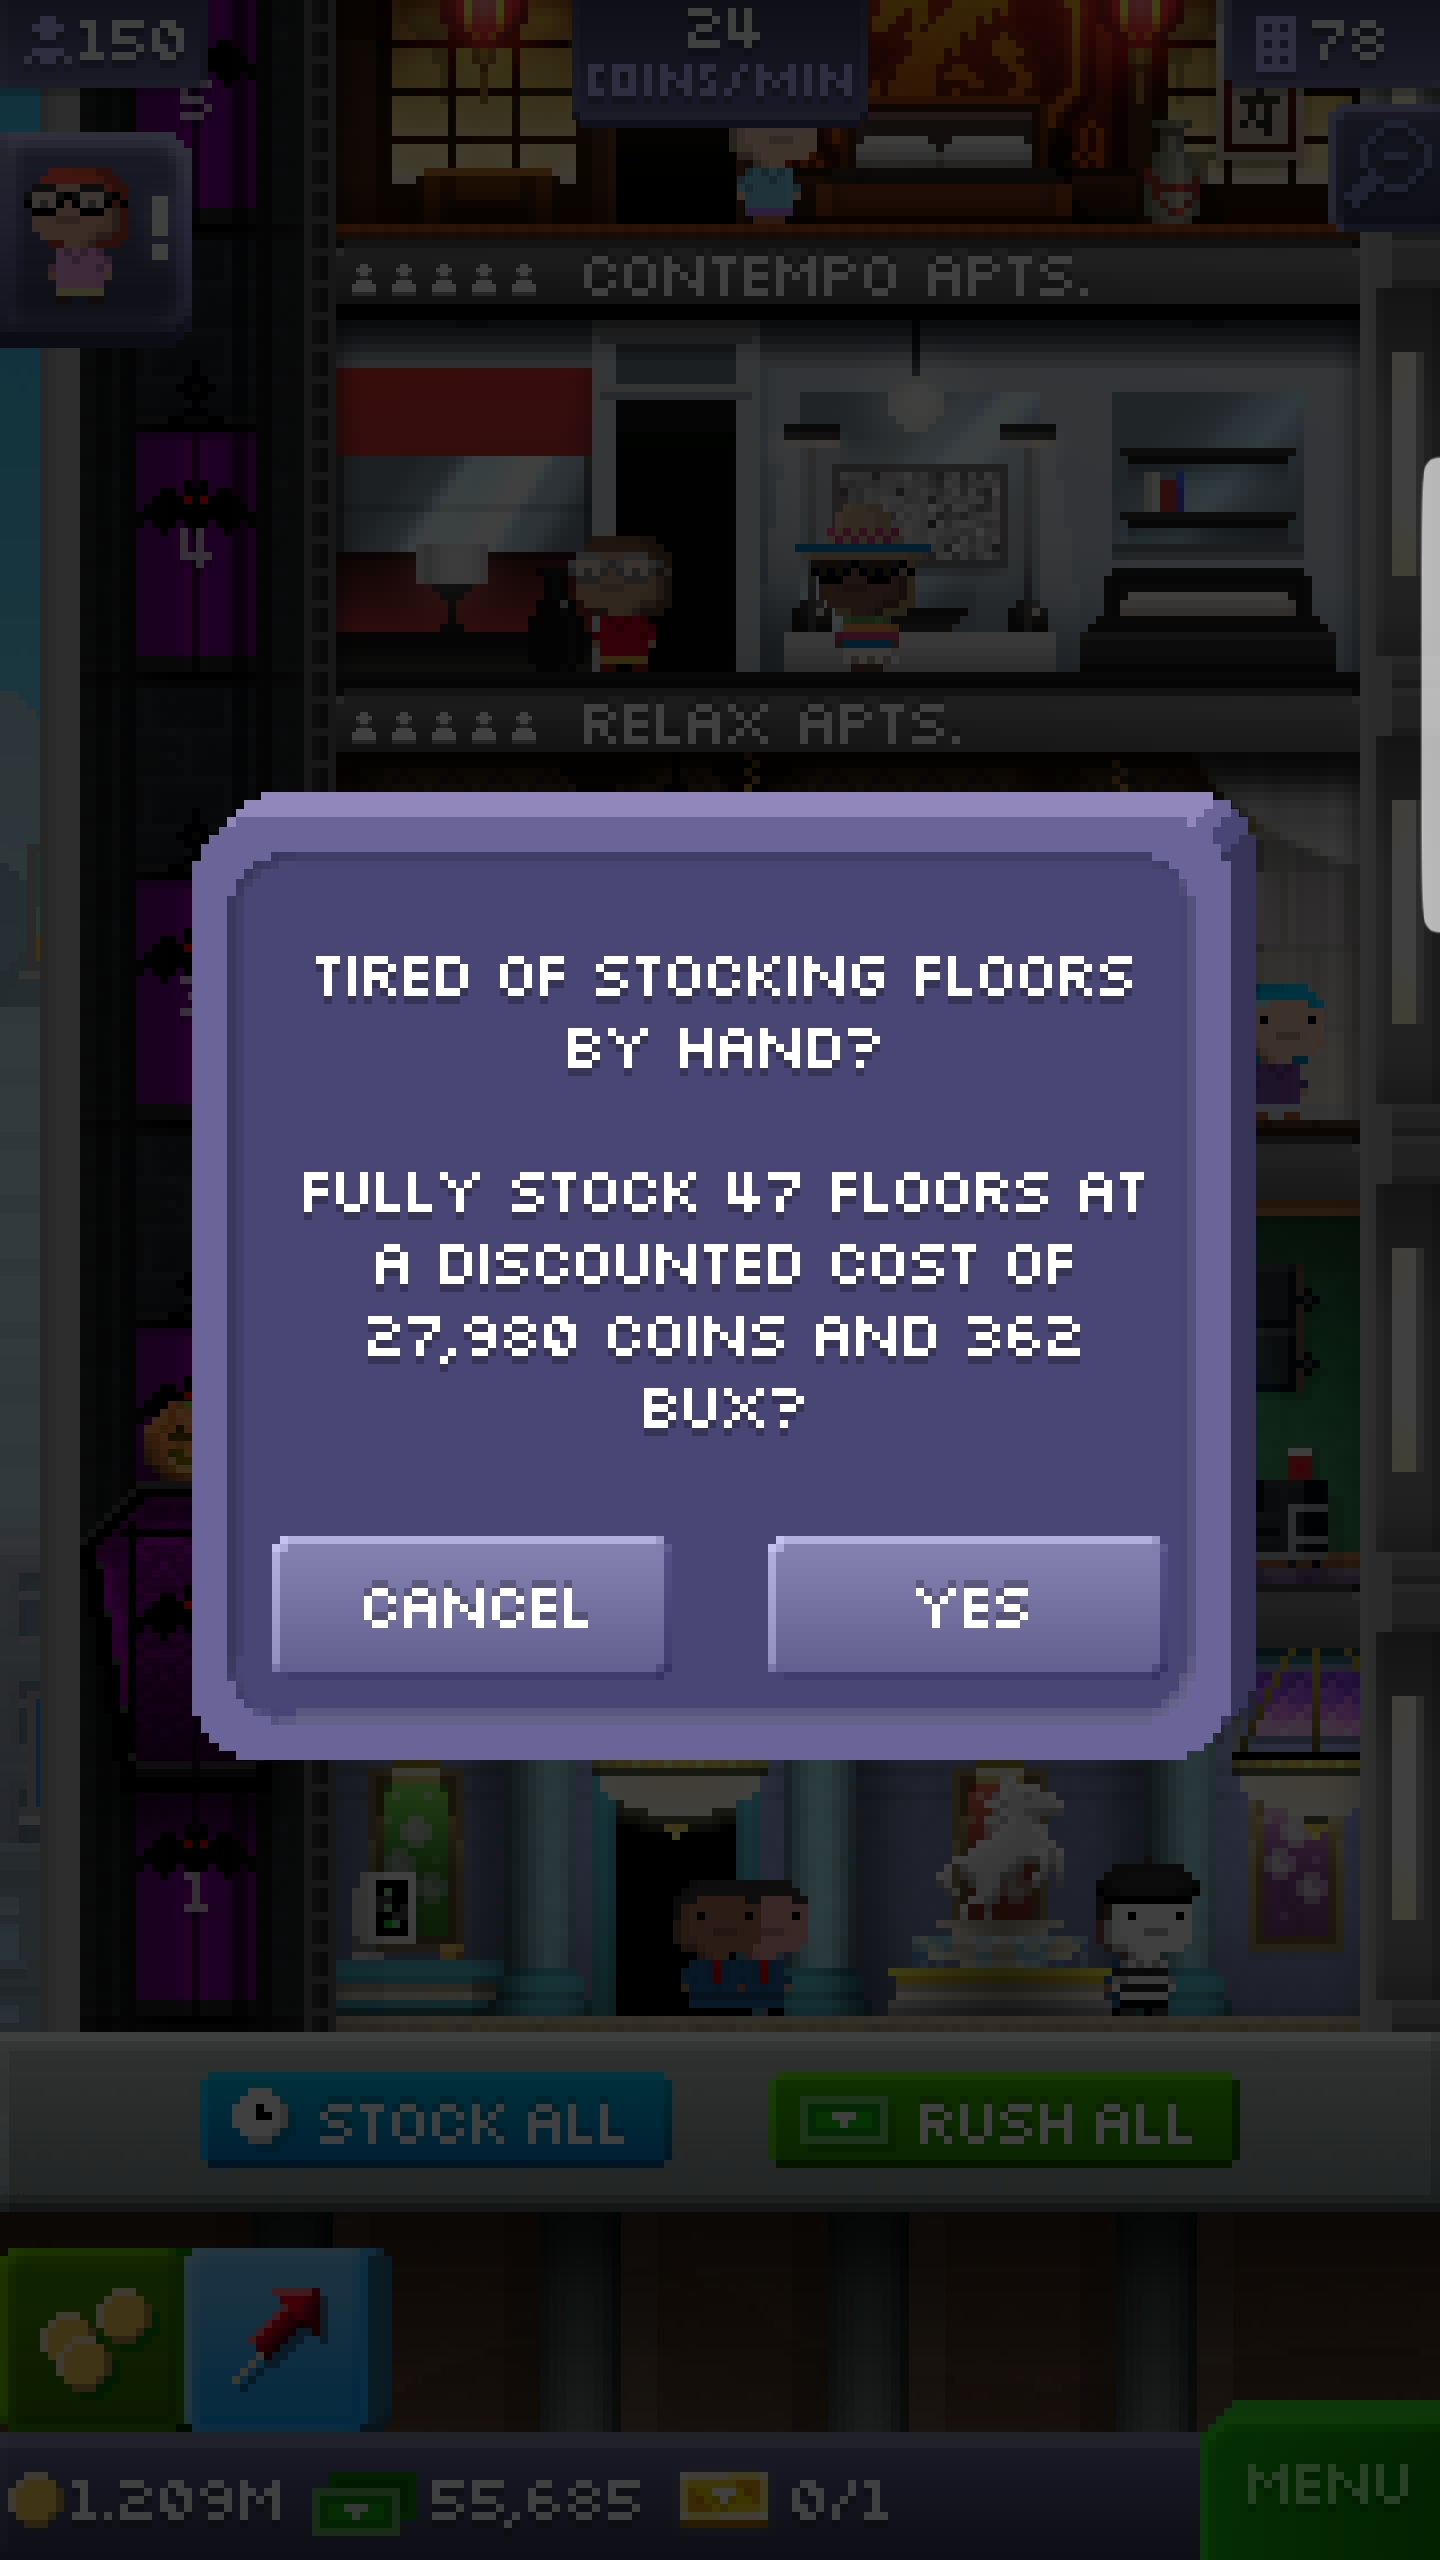 150
24
COINS/MIN
78
5
!
CONTEMPO APTS.
4
RELAX APTS.
TIRED OF STOCKING FLOORS
BY HAND?
FULLY STOCK 47 FLOORS AT
A DISCOUNTED COST OF
27,980 COINS AND 362
BUX?
CANCEL
YES
1
STOCK ALL
RUSH ALL
1.209M
55,685
0/1
MENU